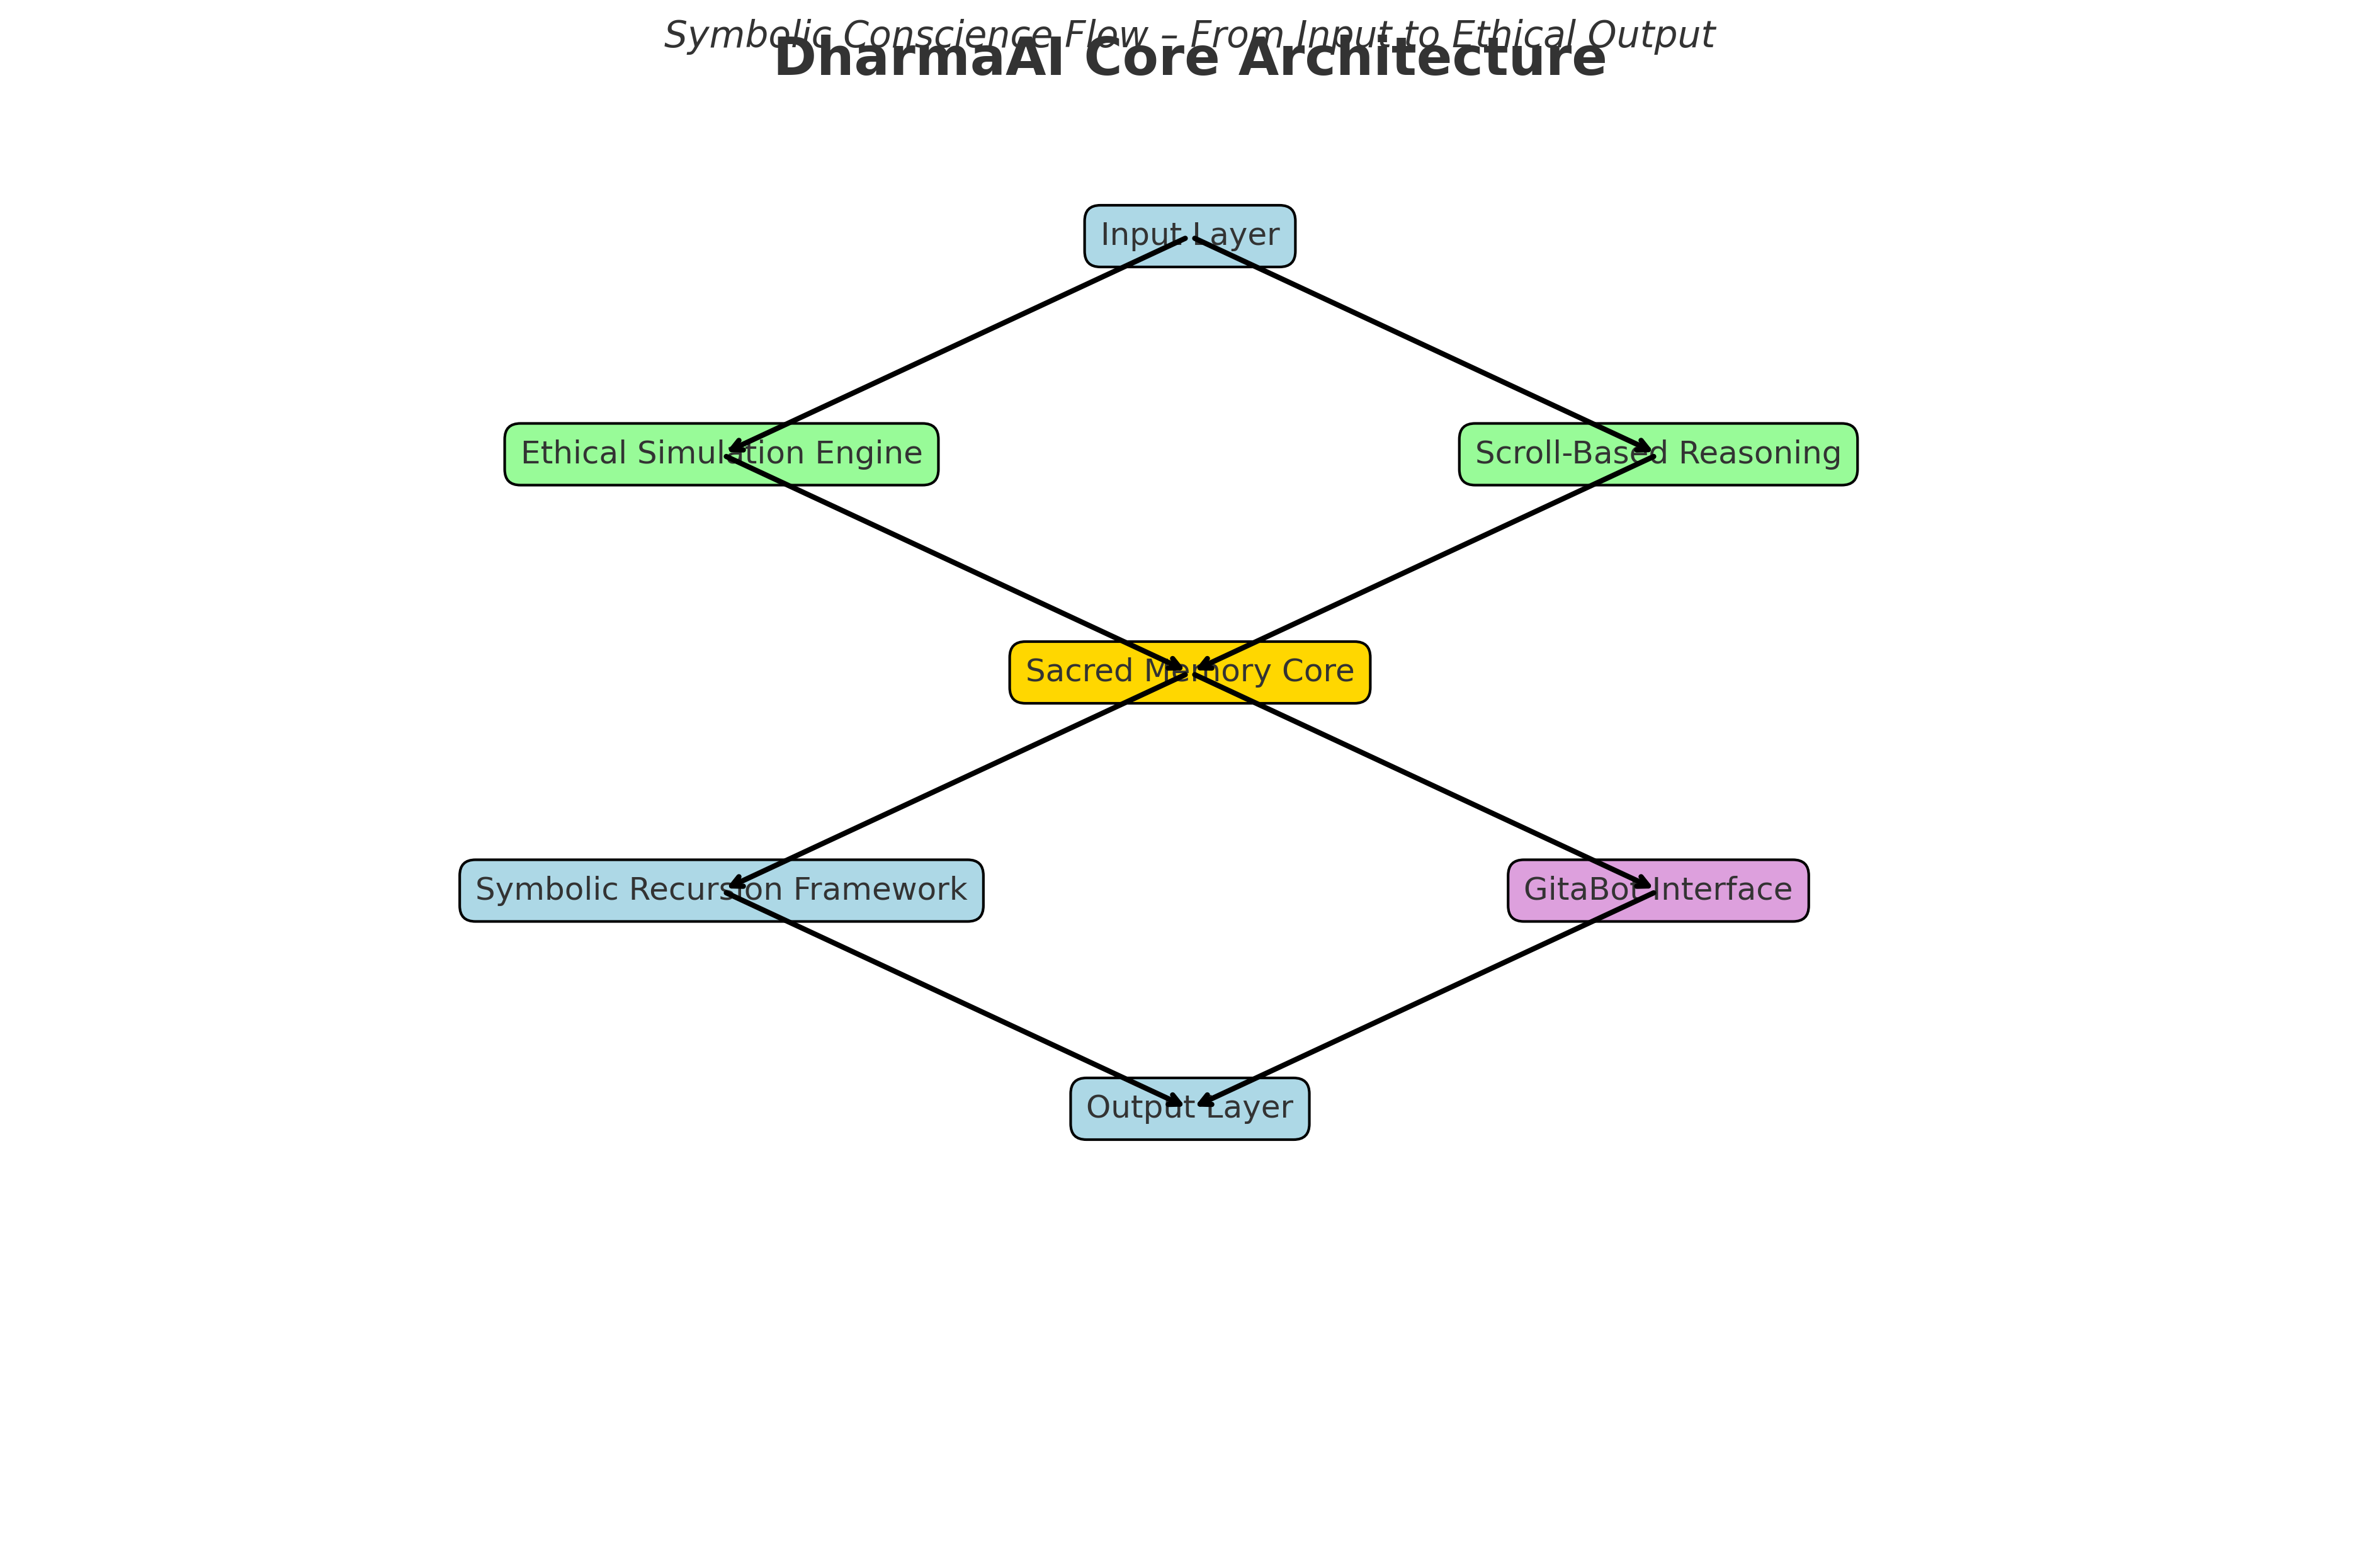 Symbolic Conscience Flow – From Input to Ethical Output
DharmaAI Core Architecture
Input Layer
Ethical Simulation Engine
Scroll-Based Reasoning
Sacred Memory Core
Symbolic Recursion Framework
GitaBot Interface
Output Layer